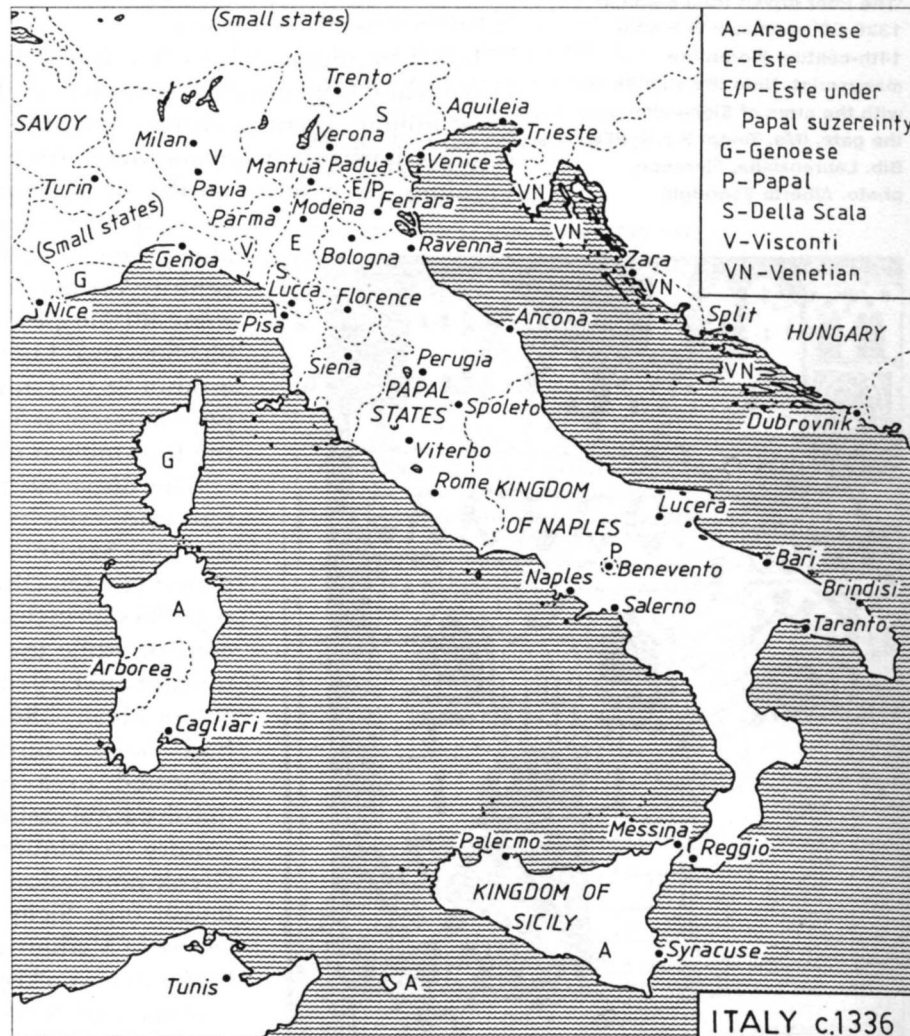 (Small states)
A-Aragonese
E-Este
E/P-Este under
Papal suzereinty
G-Genoese
P-Papal
S-Della Scala
V-Visconti
VN-Venetian
Trento
SAVOY
S
Aquileia
Trieste
Milan
V
Verona
Mantua
Padua
Venice
Turin
Pavia
E/P
VN
Parma
Modena
Ferrara
(Small states)
V
E
Bologna
Ravenna
VN
Genoa
G
S
Zara
VN
Nice
Lucca
Florence
Pisa
Ancona
Split
HUNGARY
Siena
Perugia
VN
PAPAL
STATES
Spoleto
Dubrovnik
Viterbo
G
Rome
KINGDOM
OF NAPLES
Lucera
P
Benevento
Bari
Naples
Brindisi
A
Salerno
Taranto
Arborea
Cagliari
Palermo
Messina
Reggio
KINGDOM OF
SICILY
A
Syracuse
Tunis
A
ITALY c.1336